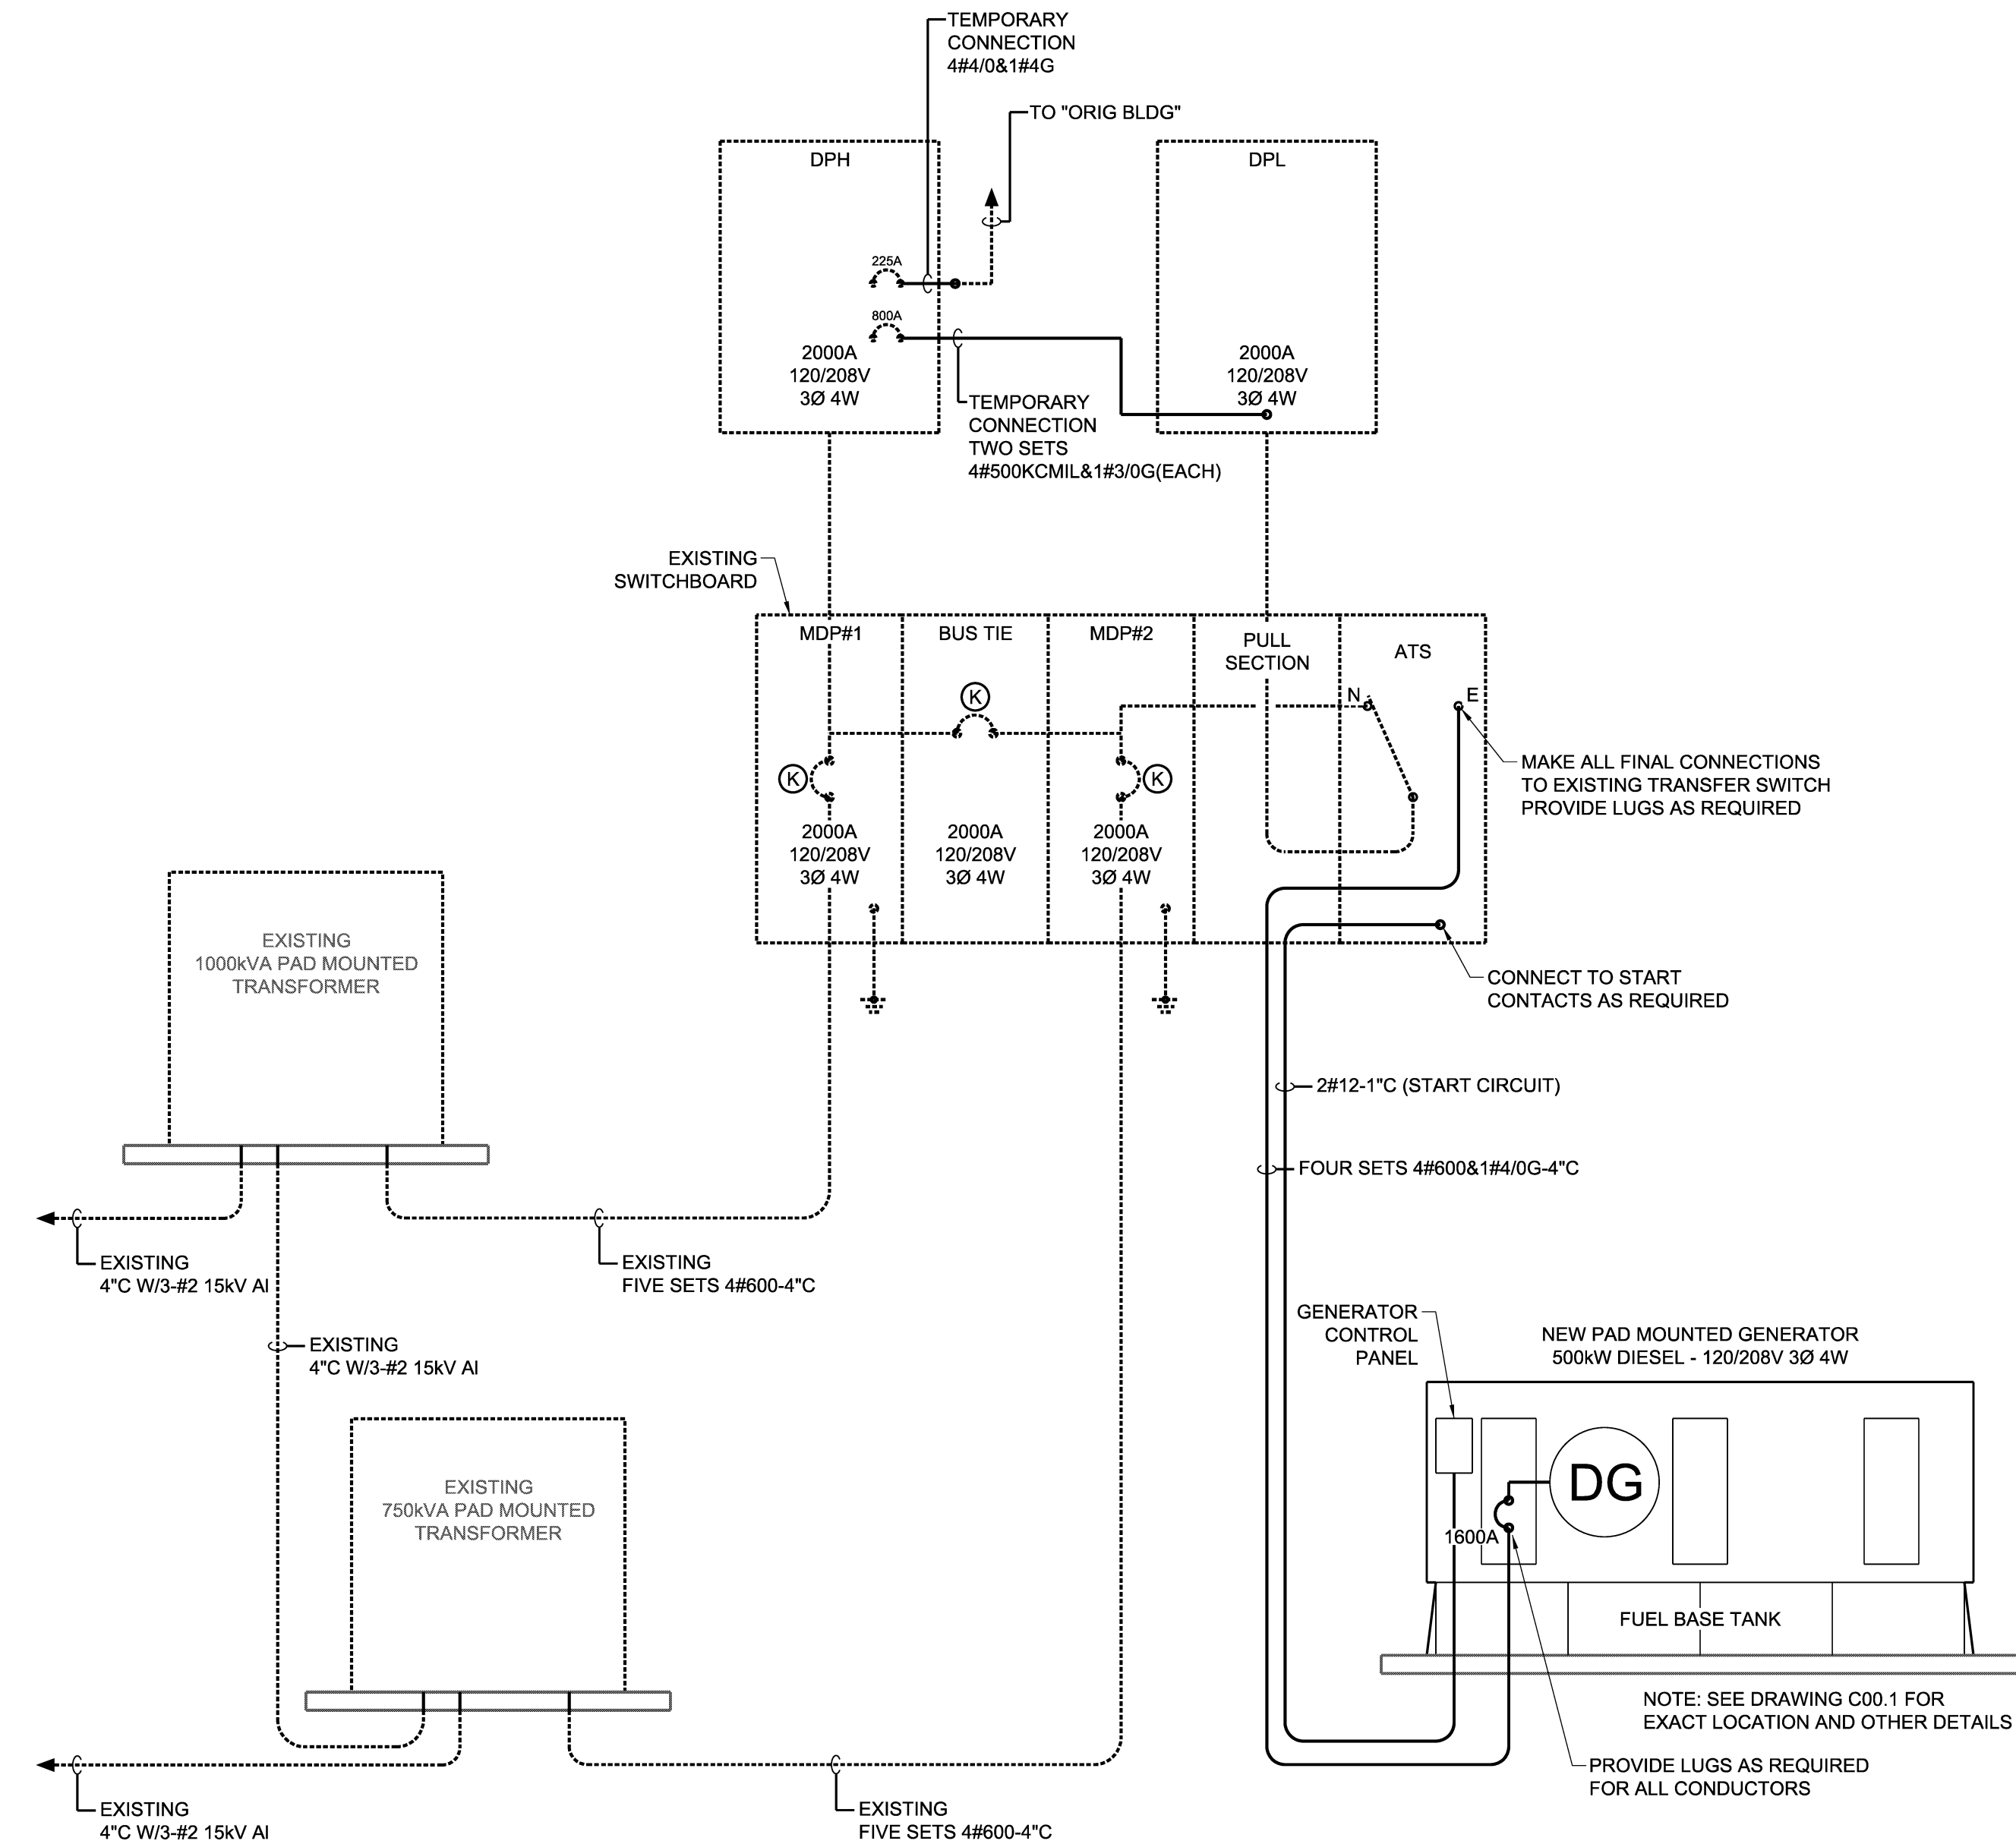 TEMPORARY
CONNECTION
4#4/0&1#4G
TO "ORIG BLDG"
DPH
DPL
225A
800A
2000A
120/208V
3Ø 4W
2000A
120/208V
3Ø 4W
TEMPORARY
CONNECTION
TWO SETS
4#500KCMIL&1#3/0G(EACH)
EXISTING
SWITCHBOARD
MDP#1
BUS TIE
MDP#2
PULL
SECTION
ATS
K
N
E
K
K
MAKE ALL FINAL CONNECTIONS
TO EXISTING TRANSFER SWITCH
PROVIDE LUGS AS REQUIRED
2000A
120/208V
3Ø 4W
2000A
120/208V
3Ø 4W
2000A
120/208V
3Ø 4W
EXISTING
1000kVA PAD MOUNTED
TRANSFORMER
CONNECT TO START
CONTACTS AS REQUIRED
2#12-1"C (START CIRCUIT)
FOUR SETS 4#600&1#4/0G-4"C
EXISTING
4"C W/3-#2 15kV Al
EXISTING
FIVE SETS 4#600-4"C
EXISTING
4"C W/3-#2 15kV Al
GENERATOR
CONTROL
PANEL
NEW PAD MOUNTED GENERATOR
500kW DIESEL - 120/208V 3Ø 4W
EXISTING
750kVA PAD MOUNTED
TRANSFORMER
DG
1600A
FUEL BASE TANK
NOTE: SEE DRAWING C00.1 FOR
EXACT LOCATION AND OTHER DETAILS
PROVIDE LUGS AS REQUIRED
FOR ALL CONDUCTORS
EXISTING
4"C W/3-#2 15kV Al
EXISTING
FIVE SETS 4#600-4"C